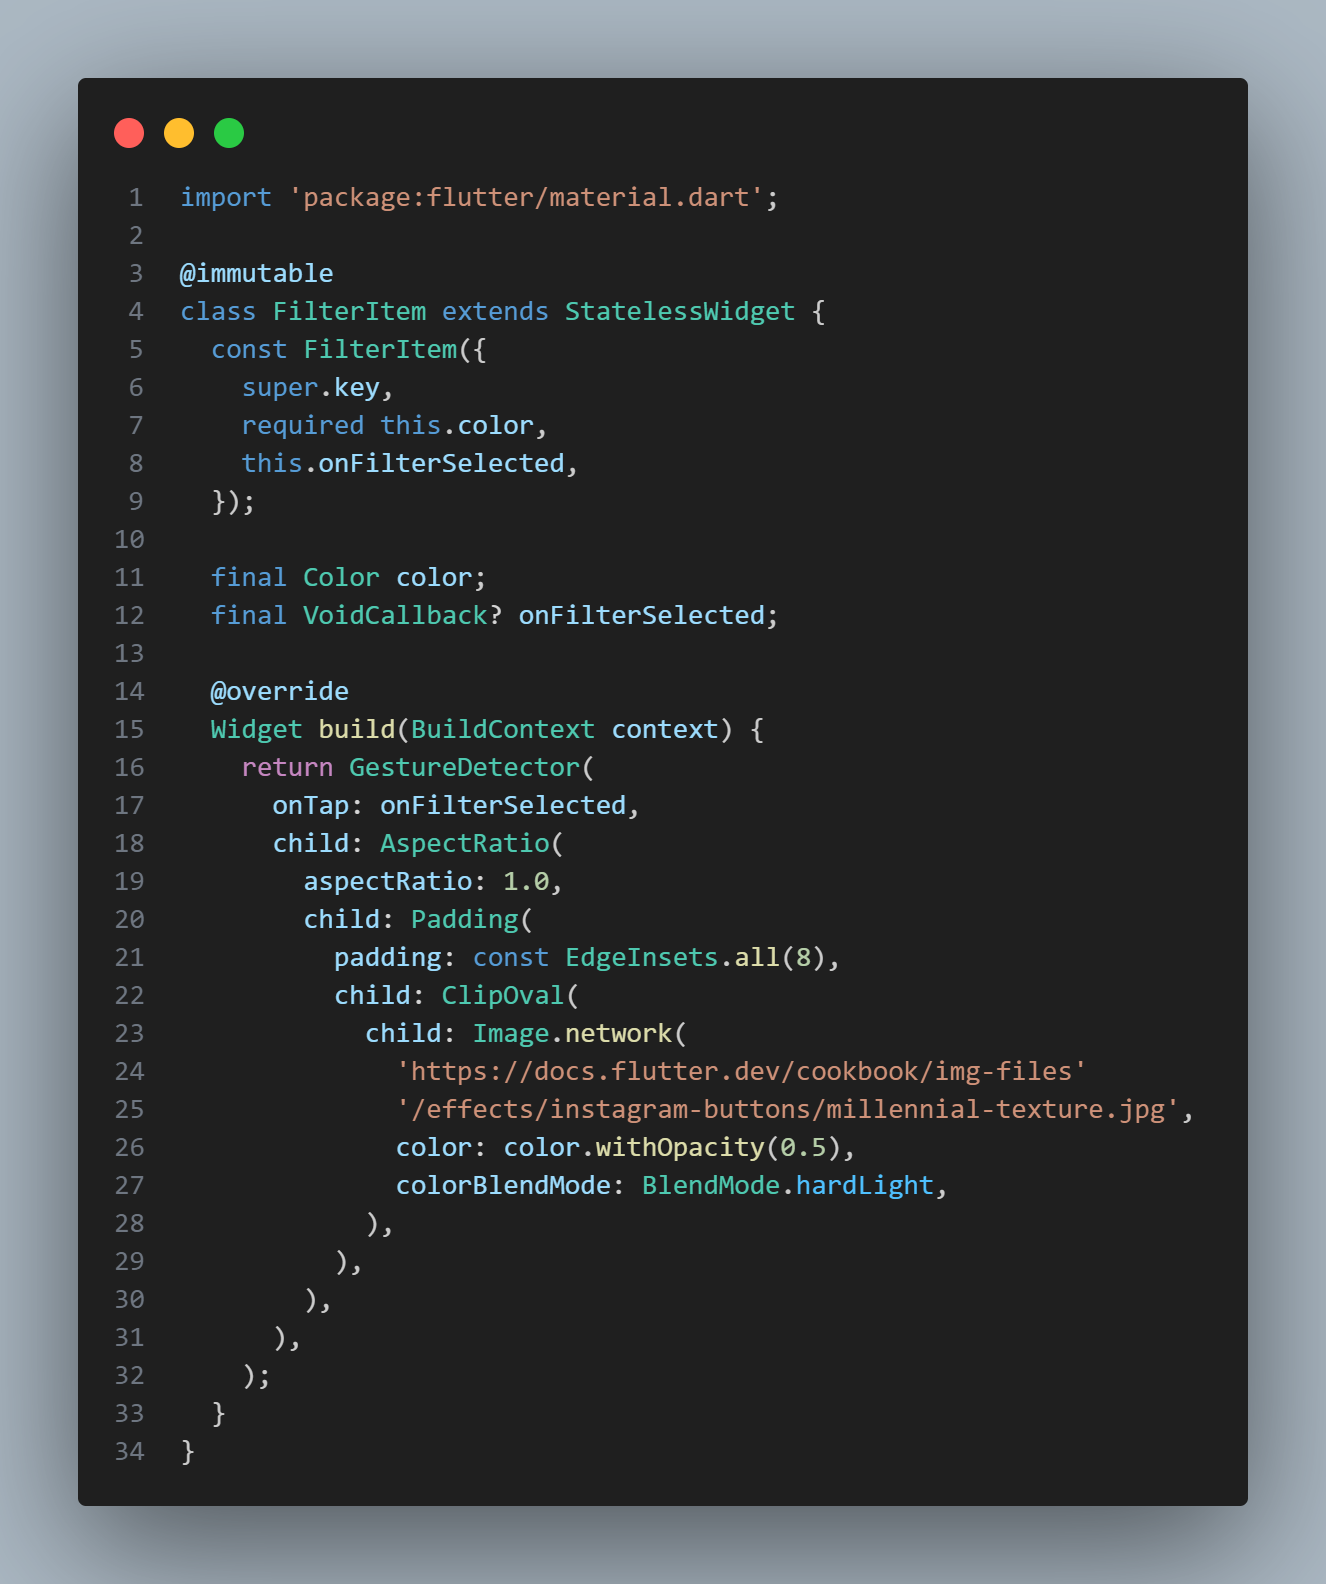 1 import 'package:flutter/material.dart';
2
3 @immutable
4 class FilterItem extends StatelessWidget {
5   const FilterItem({
6     super.key,
7     required this.color,
8     this.onFilterSelected,
9   });
10
11   final Color color;
12   final VoidCallback? onFilterSelected;
13
14   @override
15   Widget build(BuildContext context) {
16     return GestureDetector(
17       onTap: onFilterSelected,
18       child: AspectRatio(
19         aspectRatio: 1.0,
20         child: Padding(
21           padding: const EdgeInsets.all(8),
22           child: ClipOval(
23             child: Image.network(
24               'https://docs.flutter.dev/cookbook/img-files'
25               '/effects/instagram-buttons/millennial-texture.jpg',
26               color: color.withOpacity(0.5),
27               colorBlendMode: BlendMode.hardLight,
28             ),
29           ),
30         ),
31       ),
32     );
33   }
34 }